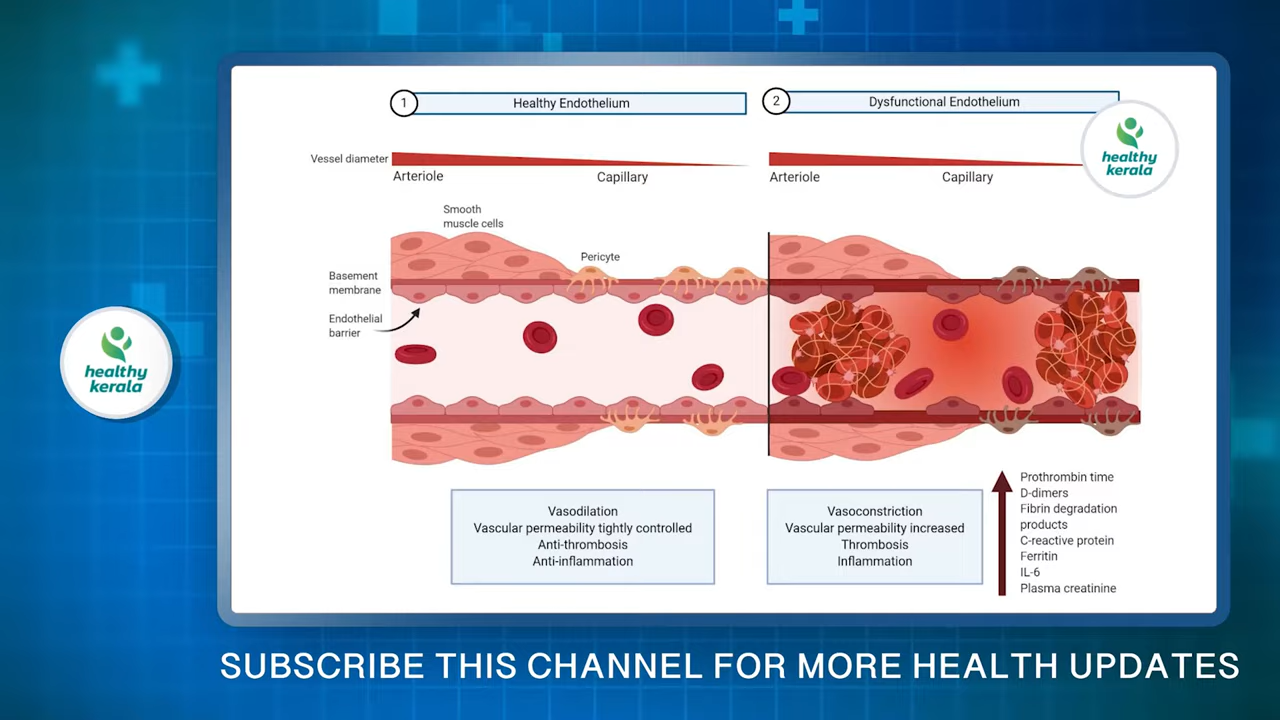 1
Healthy Endothelium
2
Dysfunctional Endothelium
healthy
kerala
Vessel diameter
Arteriole
Capillary
Arteriole
Capillary
Smooth
muscle cells
Pericyte
Basement
membrane
Endothelial
barrier
healthy
kerala
Vasodilation
Vascular permeability tightly controlled
Anti-thrombosis
Anti-inflammation
Vasoconstriction
Vascular permeability increased
Thrombosis
Inflammation
Prothrombin time
D-dimers
Fibrin degradation
products
C-reactive protein
Ferritin
IL-6
Plasma creatinine
SUBSCRIBE THIS CHANNEL FOR MORE HEALTH UPDATES